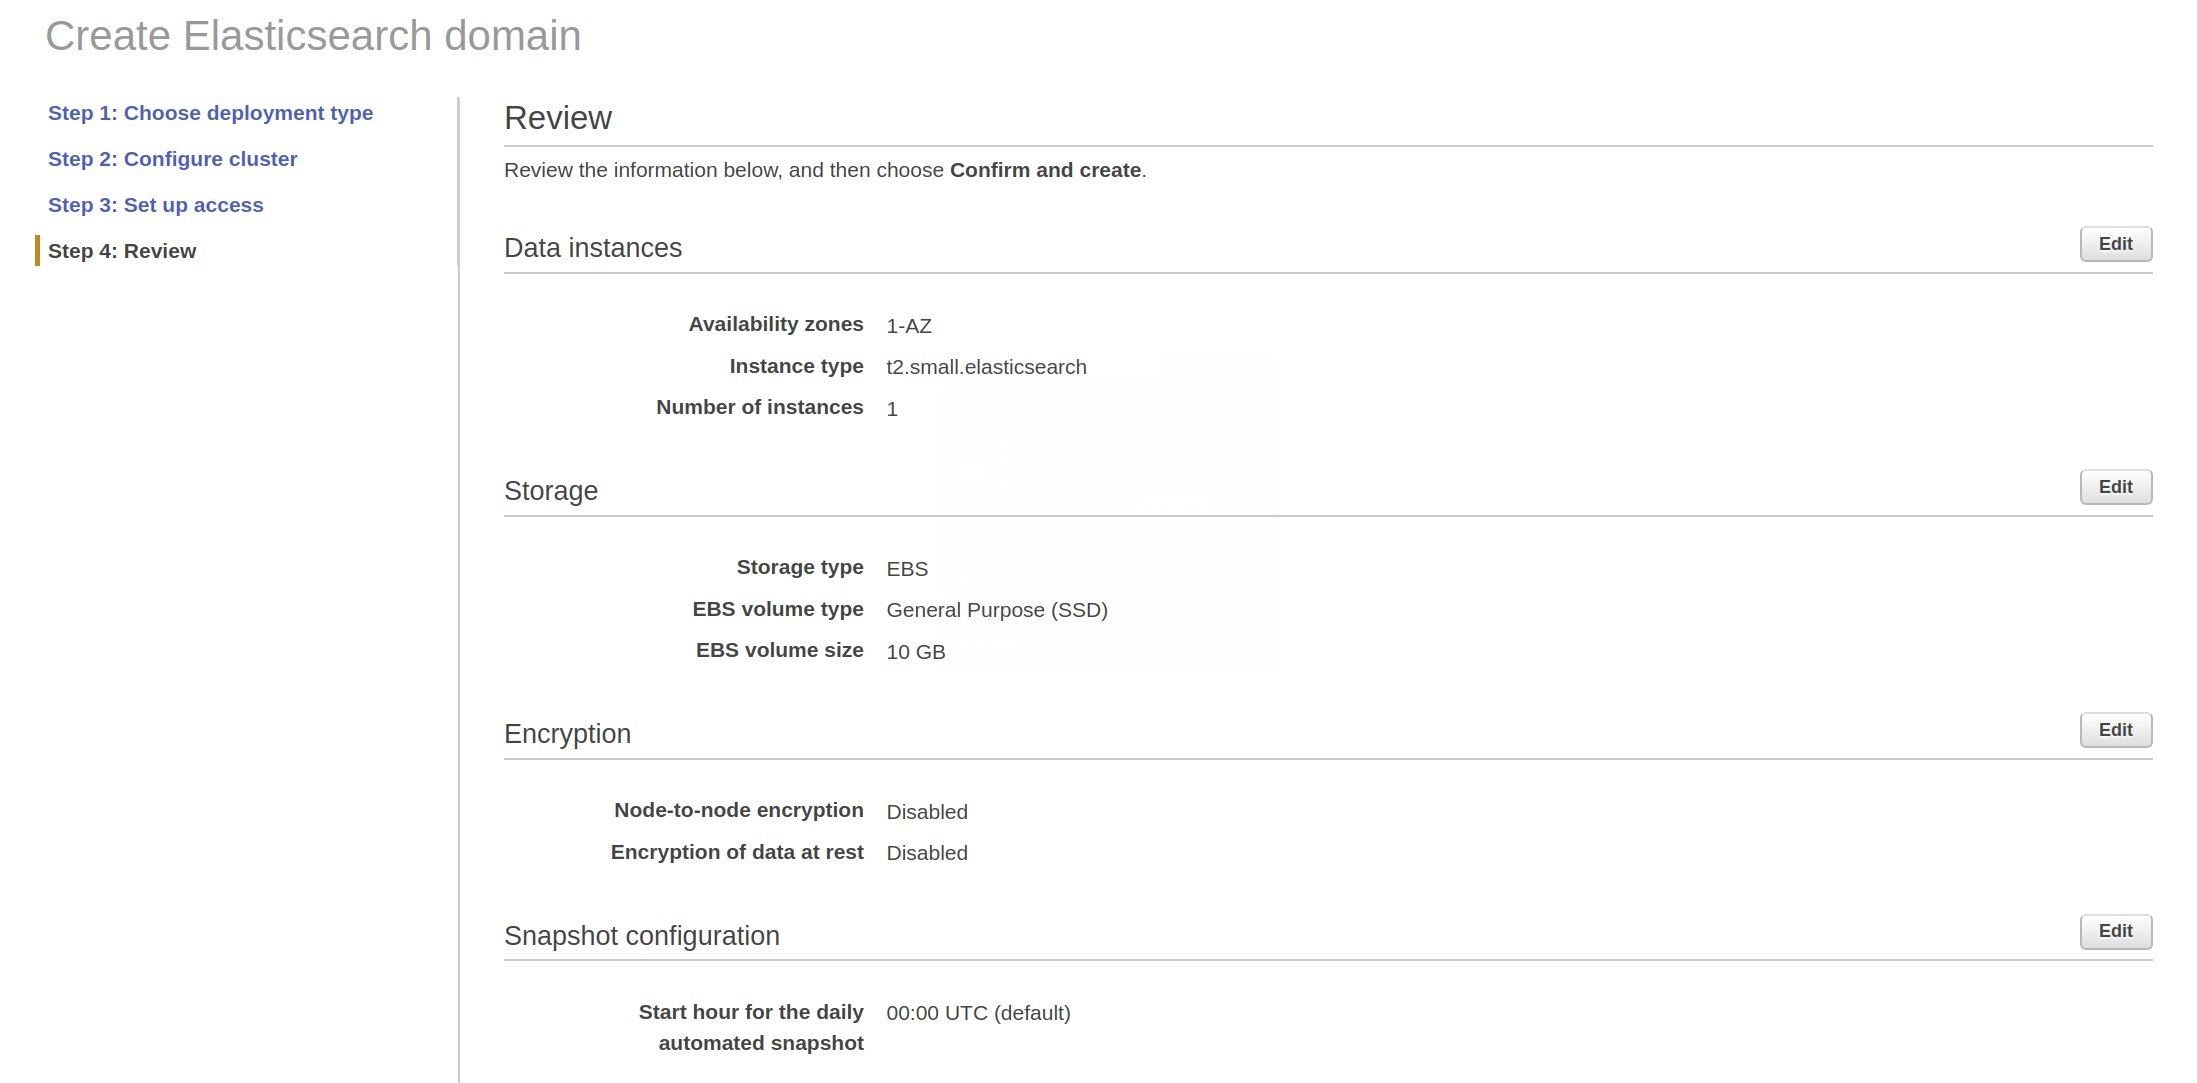 Create Elasticsearch domain
Step 1: Choose deployment type
Step 2: Configure cluster
Step 3: Set up access
Step 4: Review
Review
Review the information below, and then choose Confirm and create.
Data instances
Edit
Availability zones 1-AZ
Instance type t2.small.elasticsearch
Number of instances 1
Storage
Edit
Storage type EBS
EBS volume type General Purpose (SSD)
EBS volume size 10 GB
Encryption
Edit
Node-to-node encryption Disabled
Encryption of data at rest Disabled
Snapshot configuration
Edit
Start hour for the daily 00:00 UTC (default)
automated snapshot